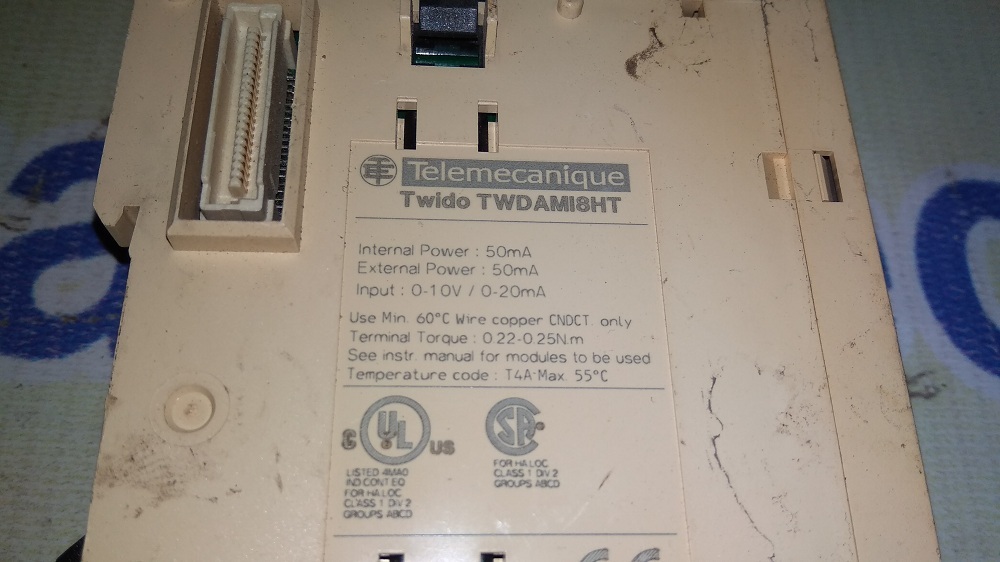 Telemecanique
Twido TWDAMI8HT
Internal Power : 50mA
External Power : 50mA
Input : 0-10V / 0-20mA
Use Min. 60°C Wire copper CNDCT. only
Terminal Torque : 0.22-0.25N.m
See instr. manual for modules to be used
Temperature code : T4A-Max. 55°C
C UL US
LISTED 4MA0
IND CONT EQ
FOR HA LOC
CLASS 1 DIV 2
GROUPS ABCD
SA
FOR HA LOC
CLASS 1 DIV 2
GROUPS ABCD